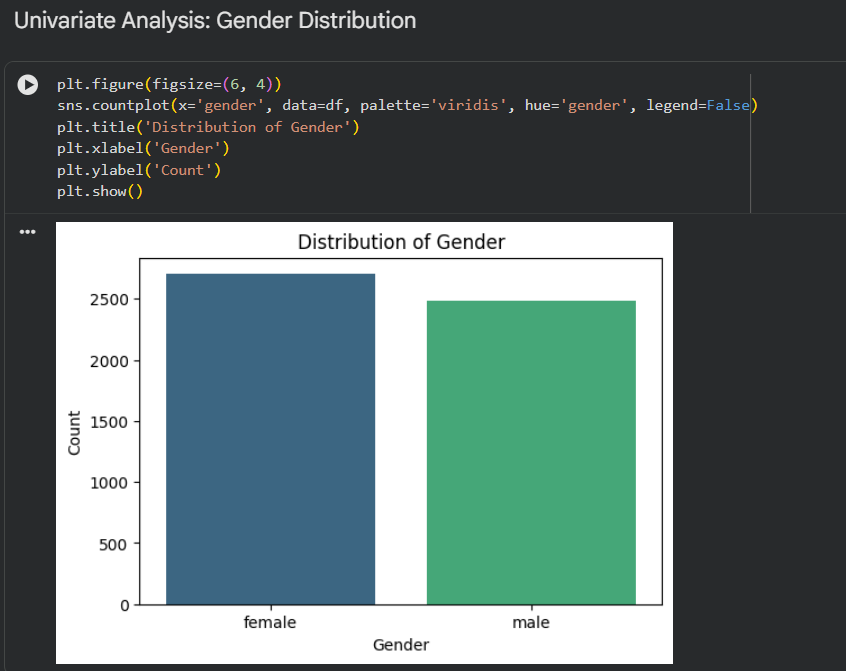 Univariate Analysis: Gender Distribution
plt.figure(figsize=(6, 4))
sns.countplot(x='gender', data=df, palette='viridis', hue='gender', legend=False)
plt.title('Distribution of Gender')
plt.xlabel('Gender')
plt.ylabel('Count')
plt.show()
Distribution of Gender
2500
2000
1500
1000
500
0
Count
female male
Gender